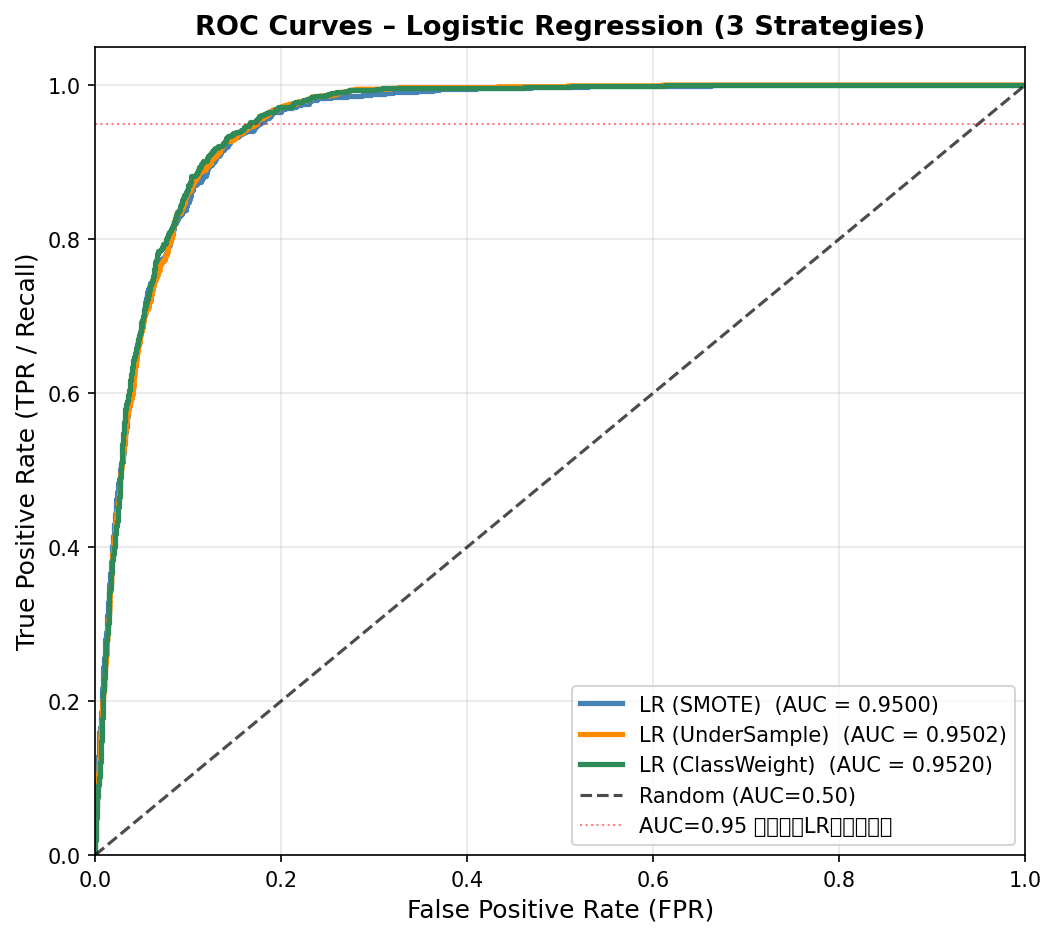 ROC Curves – Logistic Regression (3 Strategies)
True Positive Rate (TPR / Recall)
1.0
0.8
0.6
0.4
0.2
0.0
0.0 0.2 0.4 0.6 0.8 1.0
False Positive Rate (FPR)
LR (SMOTE) (AUC = 0.9500)
LR (UnderSample) (AUC = 0.9502)
LR (ClassWeight) (AUC = 0.9520)
Random (AUC=0.50)
AUC=0.95 LR